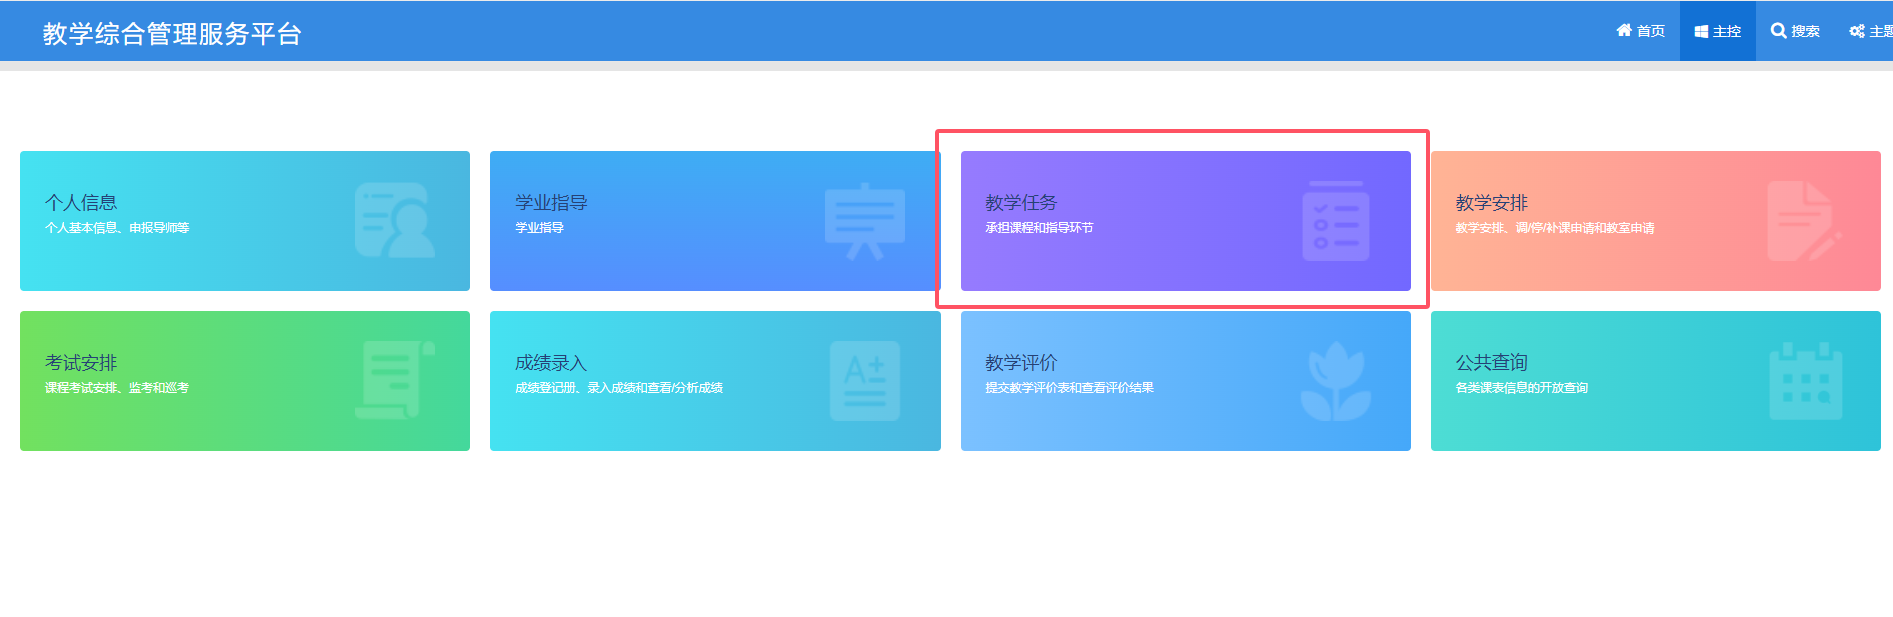 教学综合管理服务平台
首页 主控 搜索
个人信息
个人基本信息、申报导师等
学业指导
学业指导
教学任务
承担课程和指导环节
教学安排
教学安排、调/停/补课申请和教室申请
考试安排
课程考试安排、监考和巡考
成绩录入
A+
成绩登记册、录入成绩和查看/分析成绩
教学评价
提交教学评价表和查看评价结果
公共查询
各类课表信息的开放查询